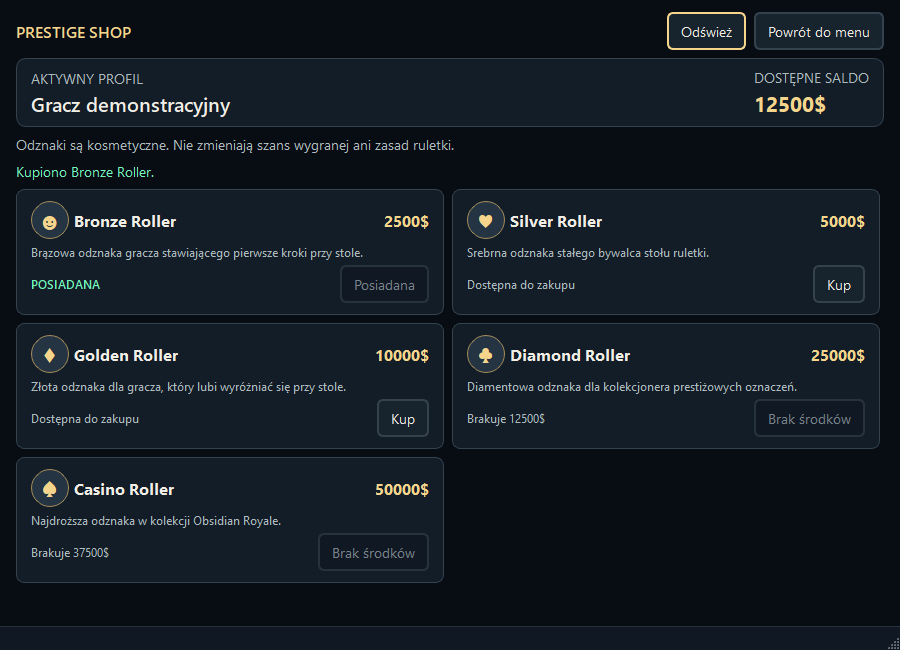 PRESTIGE SHOP
Odśwież
Powrót do menu
AKTYWNY PROFIL
Gracz demonstracyjny
DOSTĘPNE SALDO
12500$
Odznaki są kosmetyczne. Nie zmieniają szans wygranej ani zasad ruletki.
Kupiono Bronze Roller.
Bronze Roller
2500$
Brązowa odznaka gracza stawiającego pierwsze kroki przy stole.
POSIADANA
Posiadana
Silver Roller
5000$
Srebrna odznaka stałego bywalca stołu ruletki.
Dostępna do zakupu
Kup
Golden Roller
10000$
Złota odznaka dla gracza, który lubi wyróżniać się przy stole.
Dostępna do zakupu
Kup
Diamond Roller
25000$
Diamentowa odznaka dla kolekcjonera prestiżowych oznaczeń.
Brakuje 12500$
Brak środków
Casino Roller
50000$
Najdroższa odznaka w kolekcji Obsidian Royale.
Brakuje 37500$
Brak środków